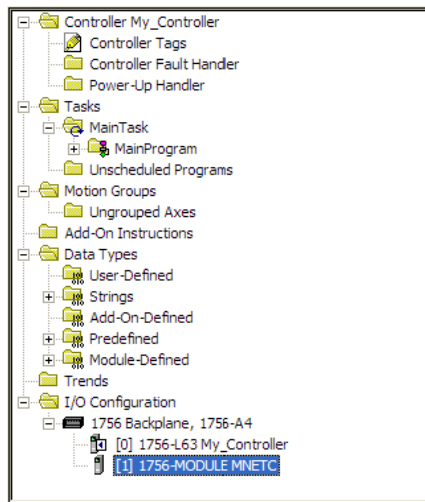 Controller My_Controller
Controller Tags
Controller Fault Handler
Power-Up Handler
Tasks
MainTask
MainProgram
Unscheduled Programs
Motion Groups
Ungrouped Axes
Add-On Instructions
Data Types
User-Defined
Strings
Add-On-Defined
Predefined
Module-Defined
Trends
I/O Configuration
1756 Backplane, 1756-A4
[0] 1756-L63 My_Controller
[1] 1756-MODULE MNETC